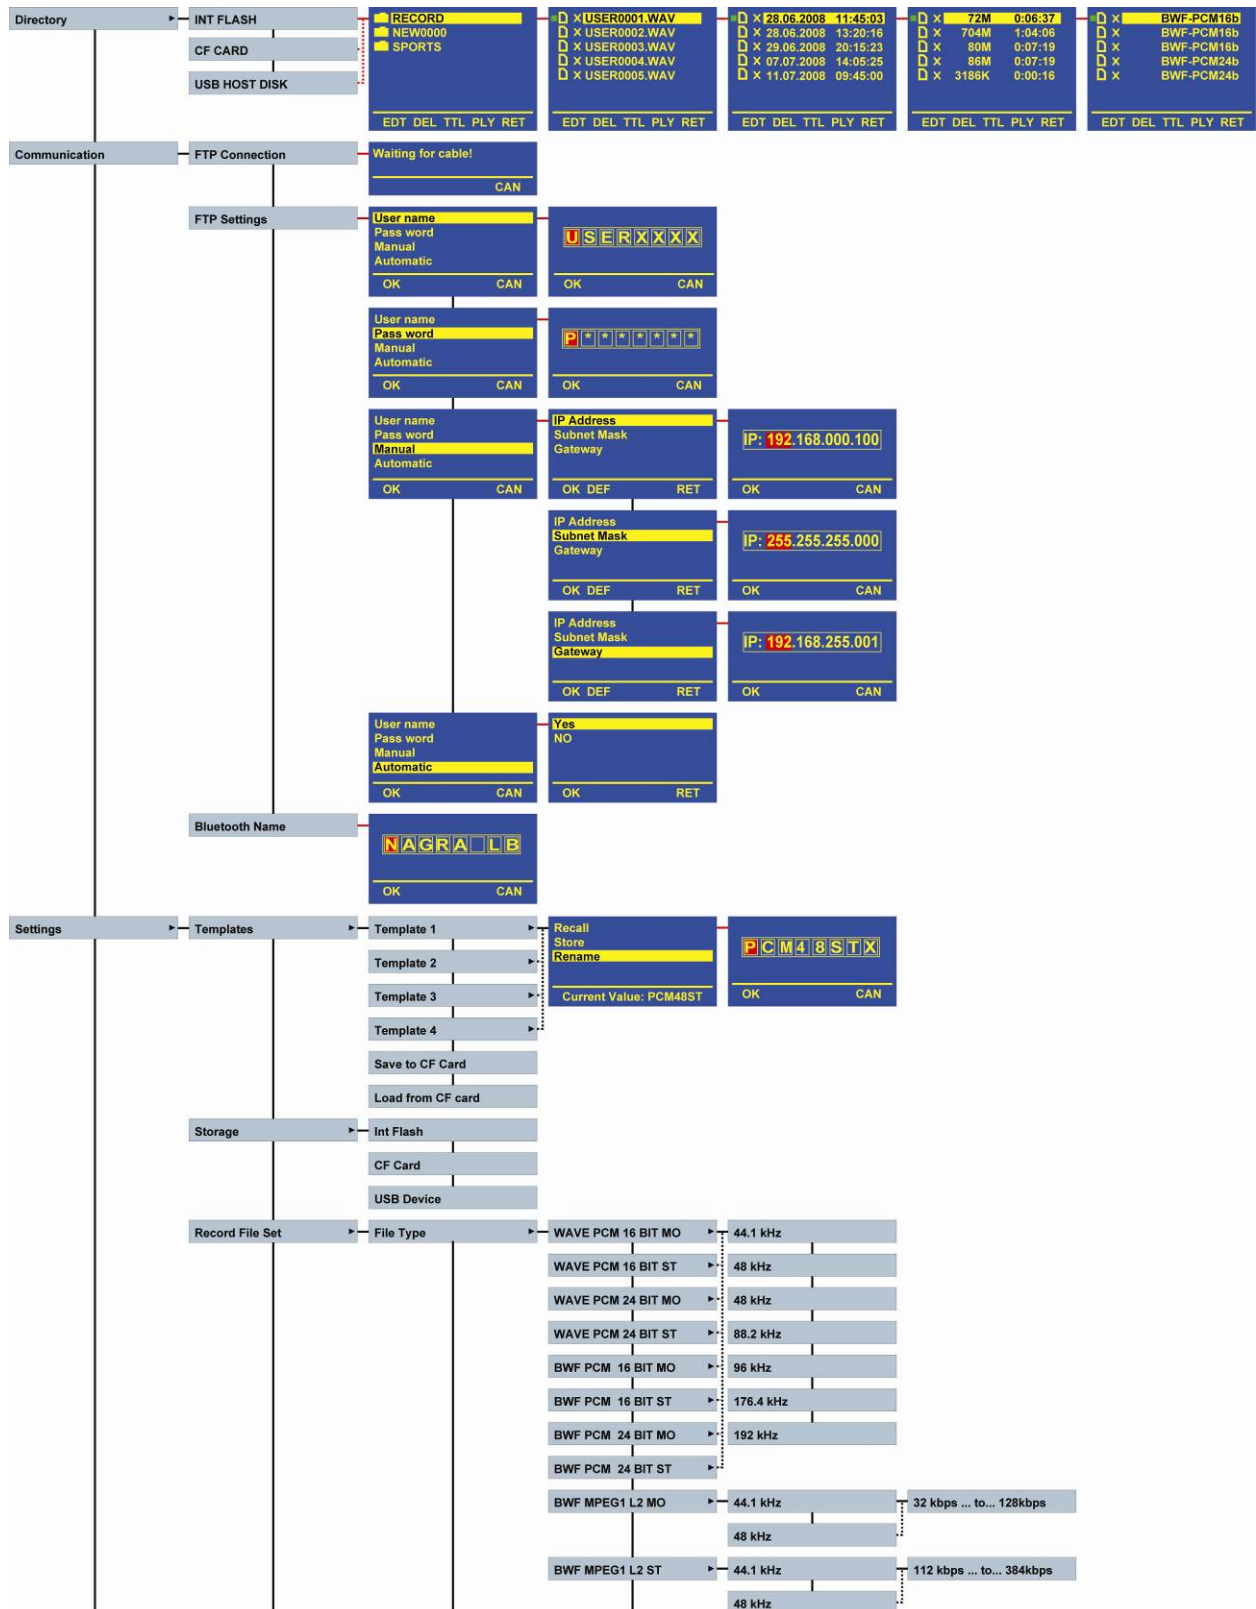 Directory
INT FLASH
CF CARD
USB HOST DISK
RECORD
NEW0000
SPORTS
EDT DEL TTL PLY RET
X USER0001.WAV
X USER0002.WAV
X USER0003.WAV
X USER0004.WAV
X USER0005.WAV
EDT DEL TTL PLY RET
X 28.06.2008 11:45:03
X 28.06.2008 13:20:16
X 29.06.2008 20:15:23
X 07.07.2008 14:05:25
X 11.07.2008 09:45:00
EDT DEL TTL PLY RET
X 72M 0:06:37
X 704M 1:04:06
X 80M 0:07:19
X 86M 0:07:19
X 3186K 0:00:16
EDT DEL TTL PLY RET
X BWF-PCM16b
X BWF-PCM16b
X BWF-PCM16b
X BWF-PCM24b
X BWF-PCM24b
EDT DEL TTL PLY RET
Communication
FTP Connection
Waiting for cable!
CAN
FTP Settings
User name
Pass word
Manual
Automatic
OK CAN
USERXXXX
OK CAN
User name
Pass word
Manual
Automatic
OK CAN
P*******
OK CAN
User name
Pass word
Manual
Automatic
OK CAN
IP Address
Subnet Mask
Gateway
OK DEF RET
IP: 192.168.000.100
OK CAN
IP Address
Subnet Mask
Gateway
OK DEF RET
IP: 255.255.255.000
OK CAN
IP Address
Subnet Mask
Gateway
OK DEF RET
IP: 192.168.255.001
OK CAN
User name
Pass word
Manual
Automatic
OK CAN
Yes
NO
OK RET
Bluetooth Name
NAGRA LB
OK CAN
Settings
Templates
Template 1
Template 2
Template 3
Template 4
Save to CF Card
Load from CF card
Recall
Store
Rename
Current Value: PCM48ST
PCM48STX
OK CAN
Storage
Int Flash
CF Card
USB Device
Record File Set
File Type
WAVE PCM 16 BIT MO
44.1 kHz
WAVE PCM 16 BIT ST
48 kHz
WAVE PCM 24 BIT MO
48 kHz
WAVE PCM 24 BIT ST
88.2 kHz
BWF PCM 16 BIT MO
96 kHz
BWF PCM 16 BIT ST
176.4 kHz
BWF PCM 24 BIT MO
192 kHz
BWF PCM 24 BIT ST
BWF MPEG1 L2 MO
44.1 kHz
32 kbps ... to... 128kbps
48 kHz
BWF MPEG1 L2 ST
44.1 kHz
112 kbps ... to... 384kbps
48 kHz